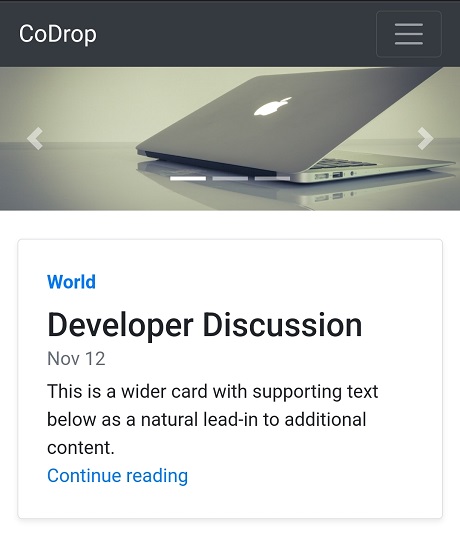 CoDrop
World
Developer Discussion
Nov 12
This is a wider card with supporting text
below as a natural lead-in to additional
content.
Continue reading